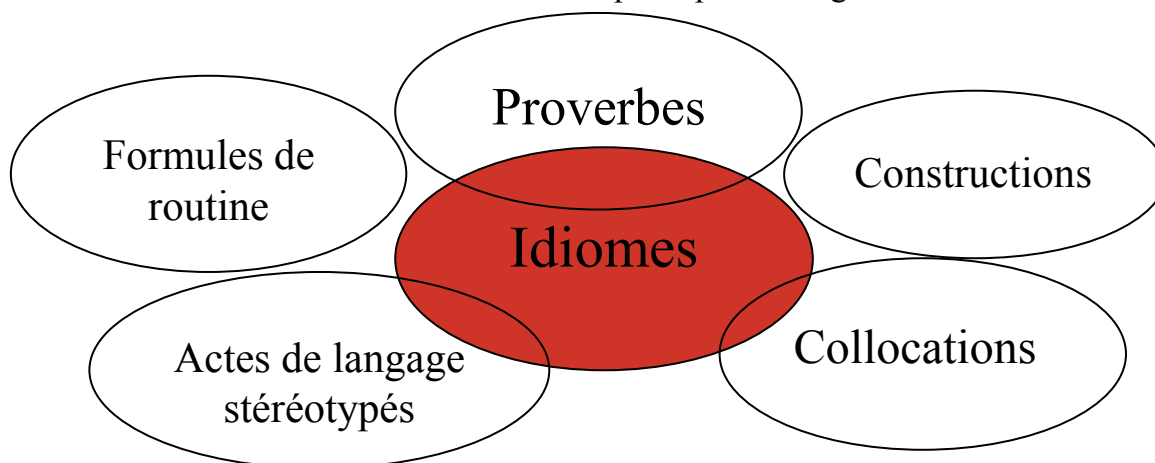 Proverbes
Formules de
routine
Constructions
Idiomes
Collocations
Actes de langage
stéréotypés